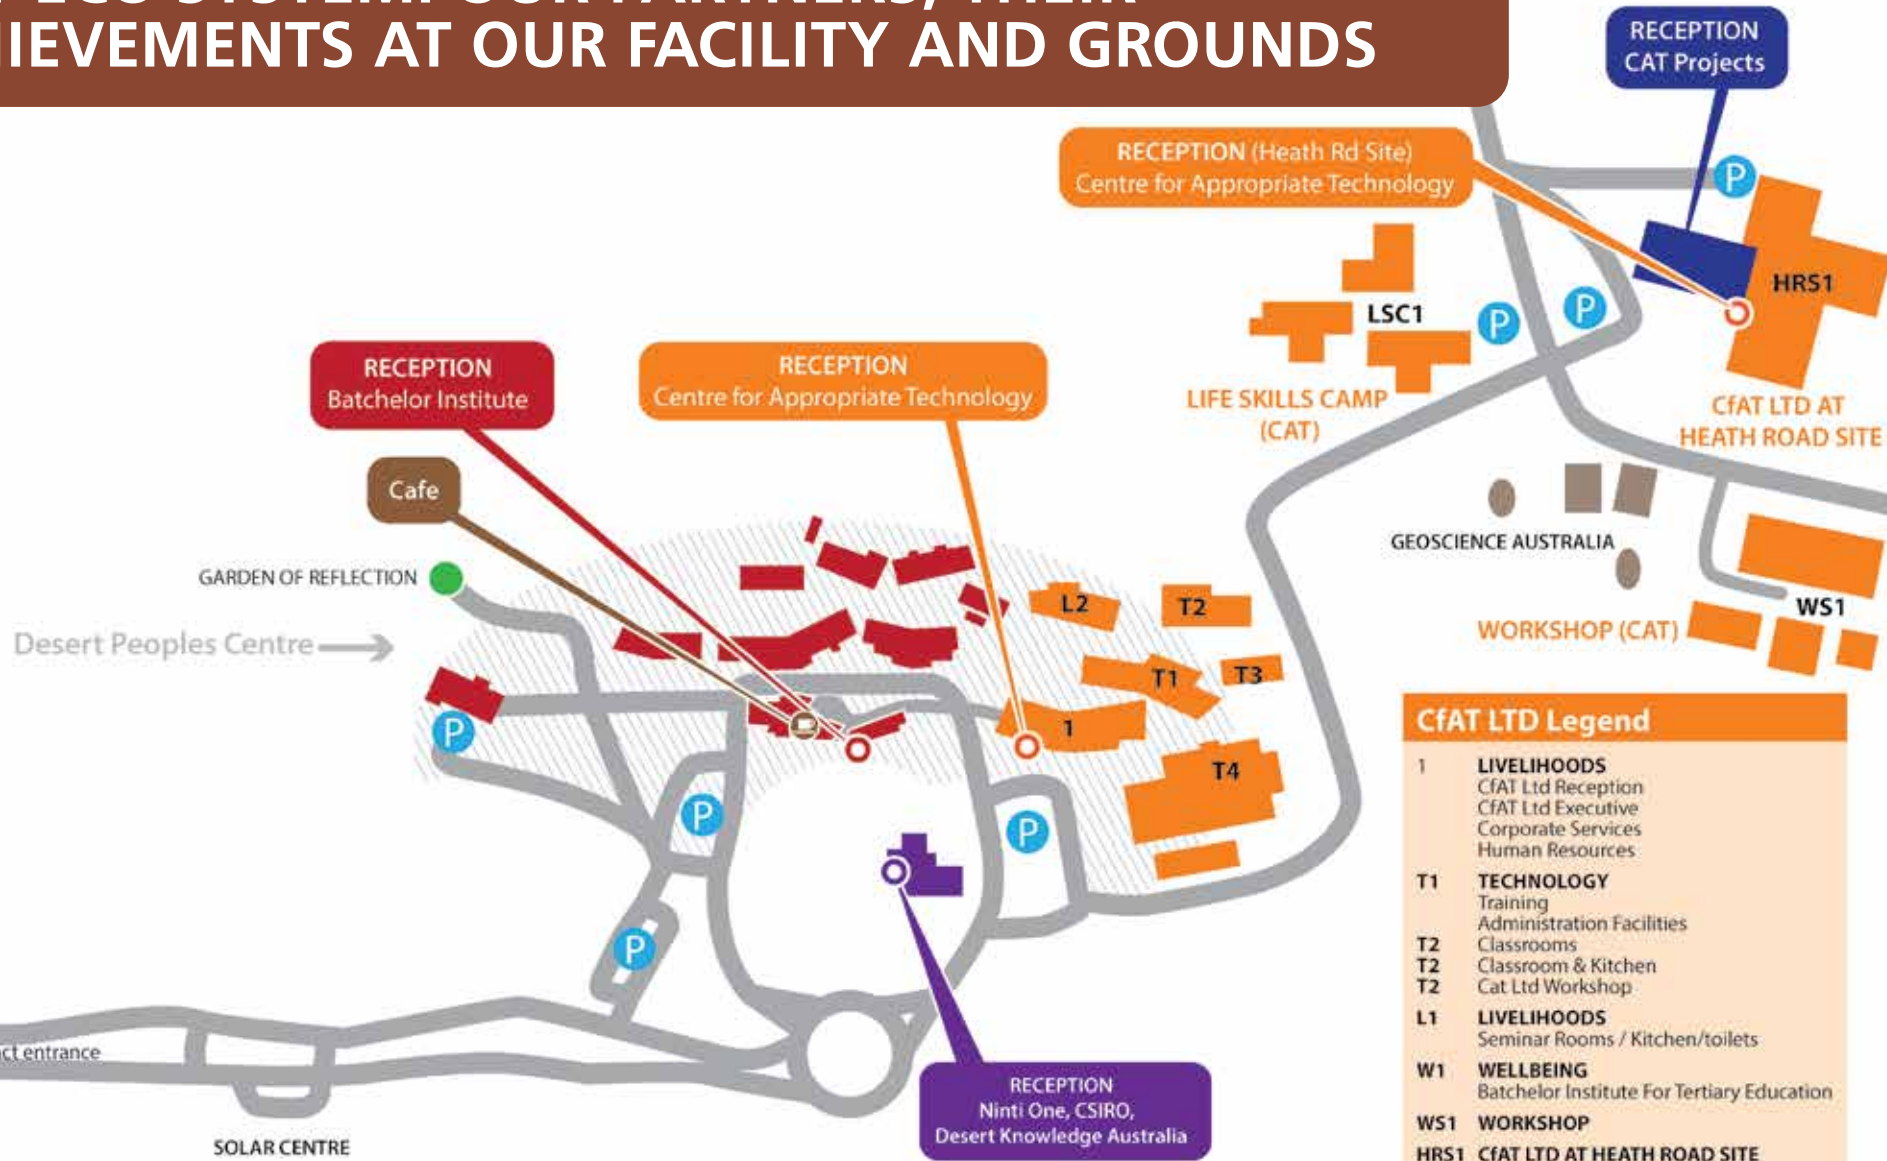 HIEVEMENTS AT OUR FACILITY AND GROUNDS
RECEPTION
CAT Projects
RECEPTION (Heath Rd Site)
Centre for Appropriate Technology
P
HRS1
LSC1
P
P
LIFE SKILLS CAMP
(CAT)
CfAT LTD AT
HEATH ROAD SITE
RECEPTION
Batchelor Institute
RECEPTION
Centre for Appropriate Technology
Cafe
GEOSCIENCE AUSTRALIA
GARDEN OF REFLECTION
Desert Peoples Centre
L2
T2
WS1
WORKSHOP (CAT)
T1
T3
P
1
T4
P
P
P
ct entrance
SOLAR CENTRE
RECEPTION
Ninti One, CSIRO,
Desert Knowledge Australia
CfAT LTD Legend
1 LIVELIHOODS
CfAT Ltd Reception
CfAT Ltd Executive
Corporate Services
Human Resources
T1 TECHNOLOGY
Training
Administration Facilities
T2 Classrooms
T2 Classroom & Kitchen
T2 Cat Ltd Workshop
L1 LIVELIHOODS
Seminar Rooms / Kitchen/toilets
W1 WELLBEING
Batchelor Institute For Tertiary Education
WS1 WORKSHOP
HRS1 CfAT LTD AT HEATH ROAD SITE